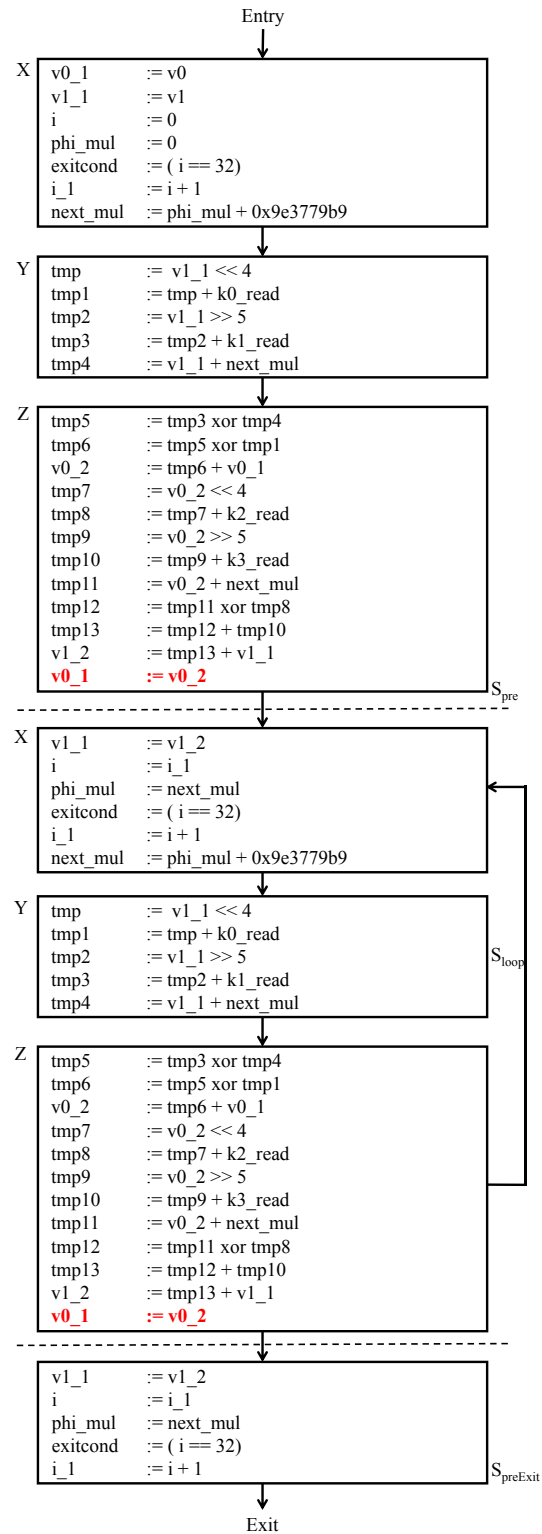 Entry
X
v0_1 := v0
v1_1 := v1
i := 0
phi_mul := 0
exitcond := ( i == 32)
i_1 := i + 1
next_mul := phi_mul + 0x9e3779b9
Y
tmp := v1_1 << 4
tmp1 := tmp + k0_read
tmp2 := v1_1 >> 5
tmp3 := tmp2 + k1_read
tmp4 := v1_1 + next_mul
Z
tmp5 := tmp3 xor tmp4
tmp6 := tmp5 xor tmp1
v0_2 := tmp6 + v0_1
tmp7 := v0_2 << 4
tmp8 := tmp7 + k2_read
tmp9 := v0_2 >> 5
tmp10 := tmp9 + k3_read
tmp11 := v0_2 + next_mul
tmp12 := tmp11 xor tmp8
tmp13 := tmp12 + tmp10
v1_2 := tmp13 + v1_1
v0_1 := v0_2
Spre
X
v1_1 := v1_2
i := i_1
phi_mul := next_mul
exitcond := ( i == 32)
i_1 := i + 1
next_mul := phi_mul + 0x9e3779b9
Y
tmp := v1_1 << 4
tmp1 := tmp + k0_read
tmp2 := v1_1 >> 5
tmp3 := tmp2 + k1_read
tmp4 := v1_1 + next_mul
Sloop
Z
tmp5 := tmp3 xor tmp4
tmp6 := tmp5 xor tmp1
v0_2 := tmp6 + v0_1
tmp7 := v0_2 << 4
tmp8 := tmp7 + k2_read
tmp9 := v0_2 >> 5
tmp10 := tmp9 + k3_read
tmp11 := v0_2 + next_mul
tmp12 := tmp11 xor tmp8
tmp13 := tmp12 + tmp10
v1_2 := tmp13 + v1_1
v0_1 := v0_2
v1_1 := v1_2
i := i_1
phi_mul := next_mul
exitcond := ( i == 32)
i_1 := i + 1
SpreExit
Exit